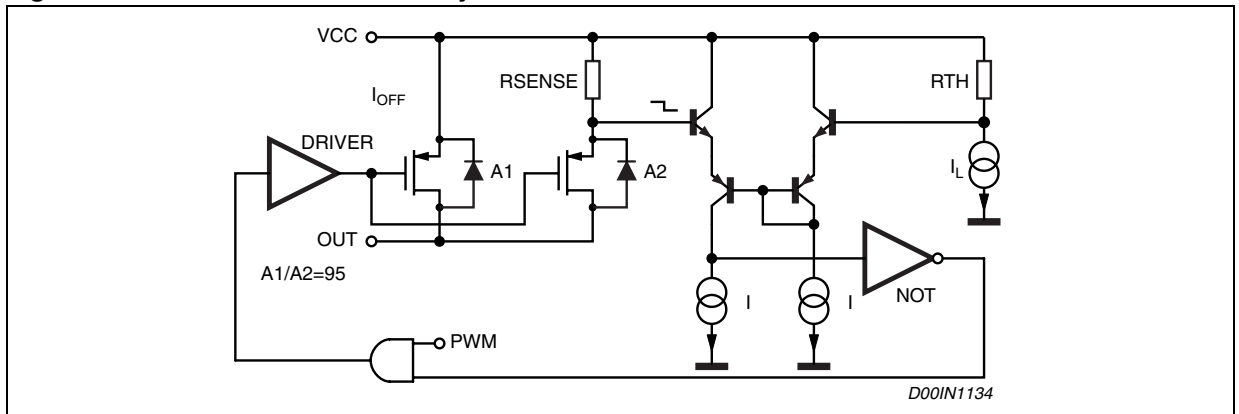 VCC
RSENSE
RTH
I_OFF
DRIVER
A1
A2
I_L
OUT
A1/A2=95
I
I
NOT
PWM
D00IN1134